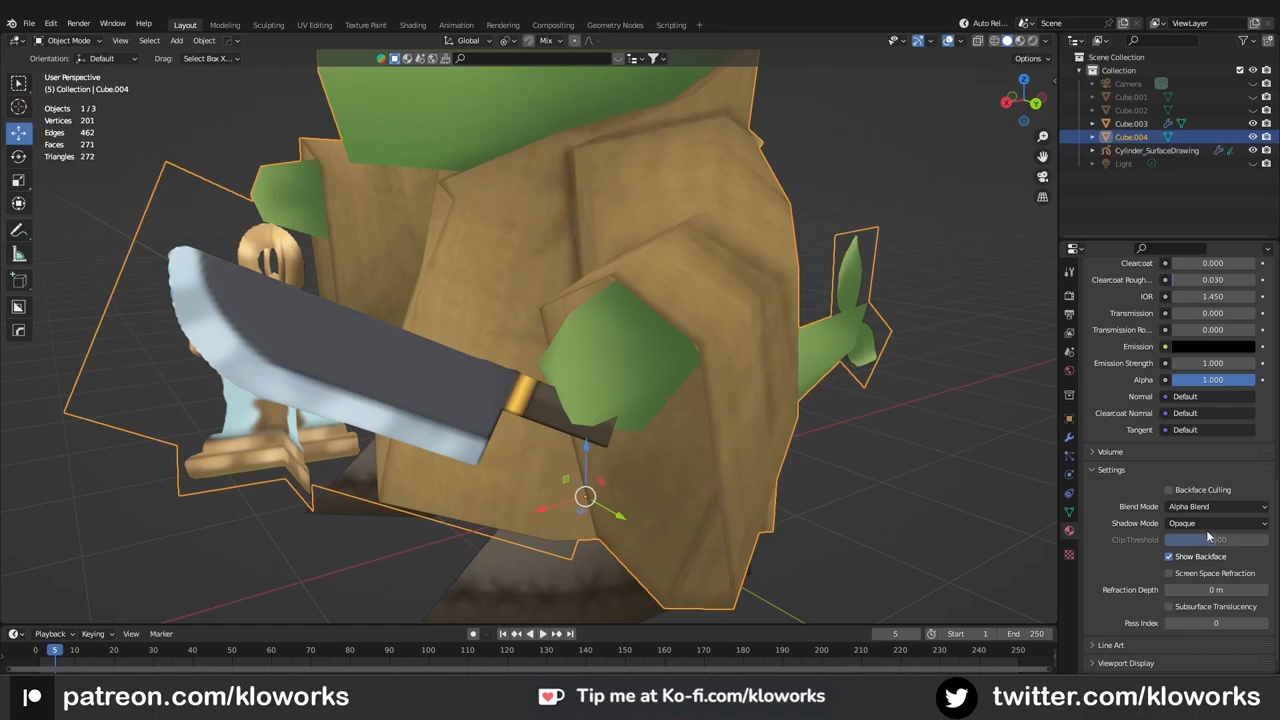 File Edit Render Window Help Layout Modeling Sculpting UV Editing Texture Paint Shading Animation Rendering Compositing Geometry Nodes Scripting + Auto Rel... Scene ViewLayer
Object Mode View Select Add Object Global Mix
Orientation: Default Drag: Select Box X... Options
User Perspective
(5) Collection | Cube.004
Objects 1 / 3
Vertices 201
Edges 462
Faces 271
Triangles 272
X
Y
Z
Scene Collection
Collection
Camera
Cube.001
Cube.002
Cube.003
Cube.004
Cylinder_SurfaceDrawing
Light
Clearcoat 0.000
Clearcoat Rough... 0.030
IOR 1.450
Transmission 0.000
Transmission Ro... 0.000
Emission
Emission Strength 1.000
Alpha 1.000
Normal Default
Clearcoat Normal Default
Tangent Default
Volume
Settings
Backface Culling
Blend Mode Alpha Blend
Shadow Mode Opaque
Clip Threshold
Show Backface
Screen Space Refraction
Refraction Depth 0 m
Subsurface Translucency
Pass Index 0
Line Art
Viewport Display
Playback Keying View Marker 5 Start 1 End 250
0 5 10 20 30 40 50 60 70 80 90 100 110 120 130 140 150 160 170 180 190 200 210 220 230 240 250
patreon.com/kloworks Tip me at Ko-fi.com/kloworks twitter.com/kloworks